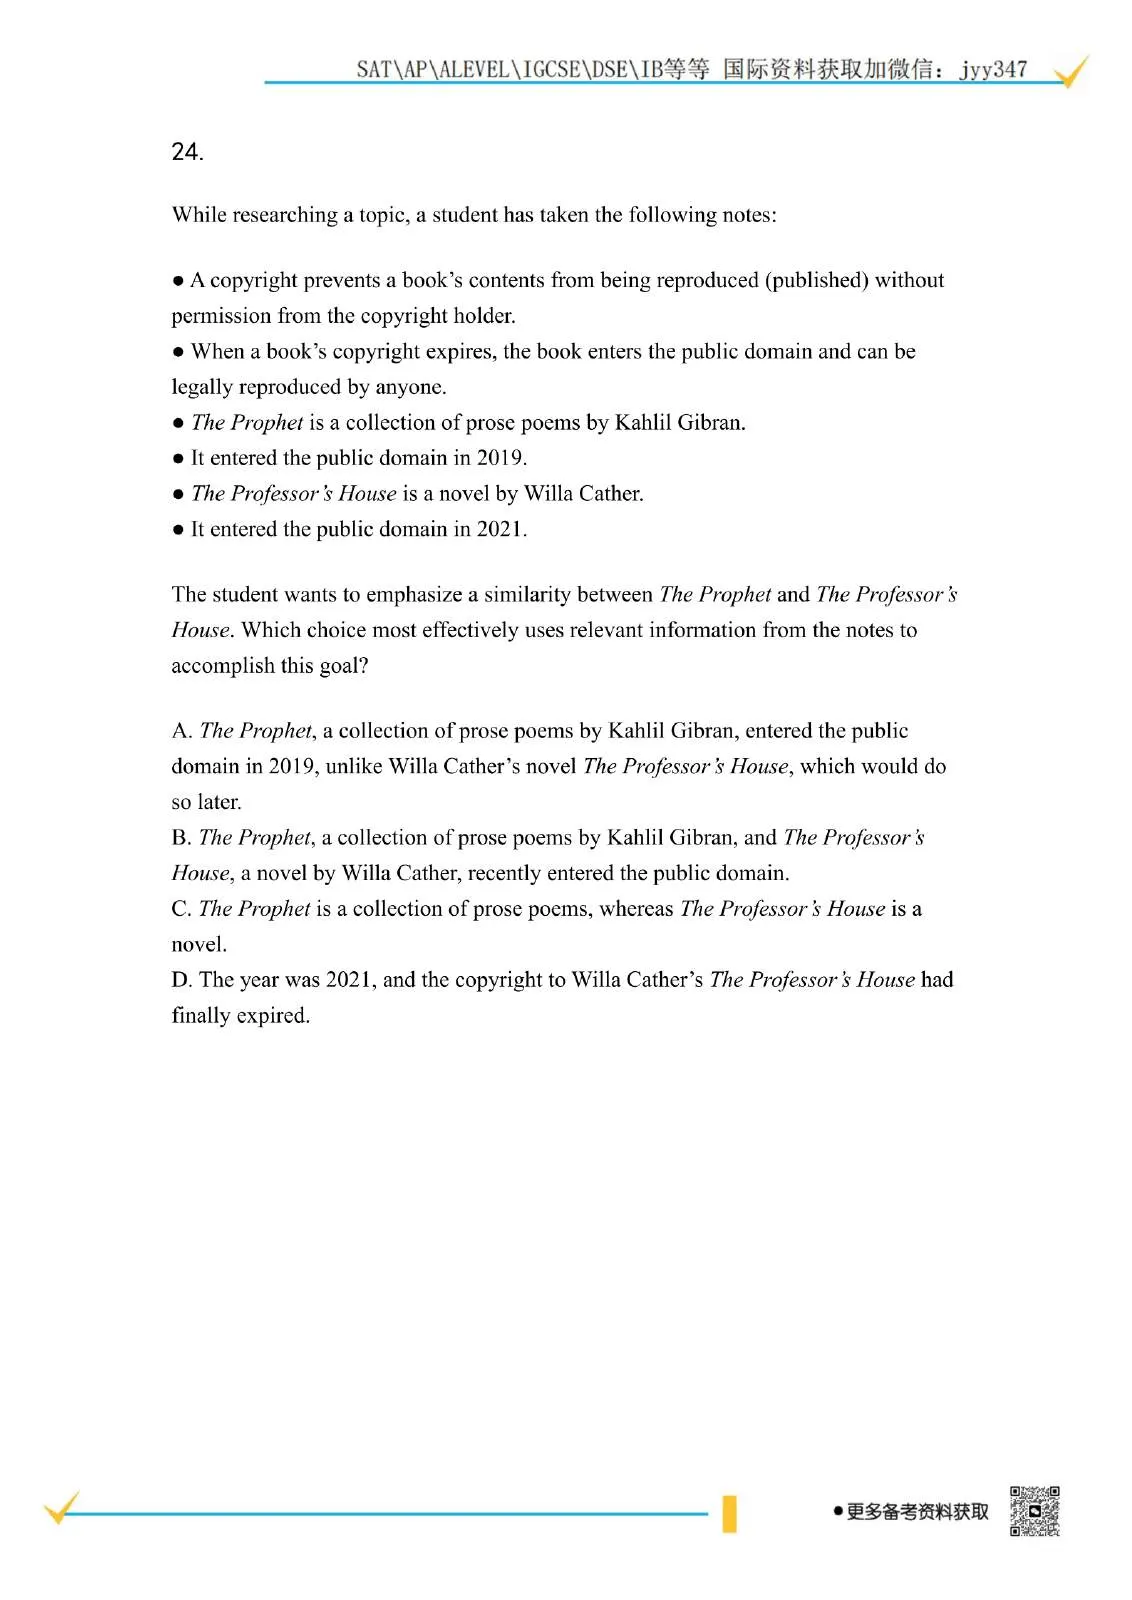 SAT\AP\ALEVEL\IGCSE\DSE\IB等等 国际资料获取加微信：jyy347
24.
While researching a topic, a student has taken the following notes:
● A copyright prevents a book’s contents from being reproduced (published) without
permission from the copyright holder.
● When a book’s copyright expires, the book enters the public domain and can be
legally reproduced by anyone.
● The Prophet is a collection of prose poems by Kahlil Gibran.
● It entered the public domain in 2019.
● The Professor’s House is a novel by Willa Cather.
● It entered the public domain in 2021.
The student wants to emphasize a similarity between The Prophet and The Professor’s
House. Which choice most effectively uses relevant information from the notes to
accomplish this goal?
A. The Prophet, a collection of prose poems by Kahlil Gibran, entered the public
domain in 2019, unlike Willa Cather’s novel The Professor’s House, which would do
so later.
B. The Prophet, a collection of prose poems by Kahlil Gibran, and The Professor’s
House, a novel by Willa Cather, recently entered the public domain.
C. The Prophet is a collection of prose poems, whereas The Professor’s House is a
novel.
D. The year was 2021, and the copyright to Willa Cather’s The Professor’s House had
finally expired.
●更多备考资料获取